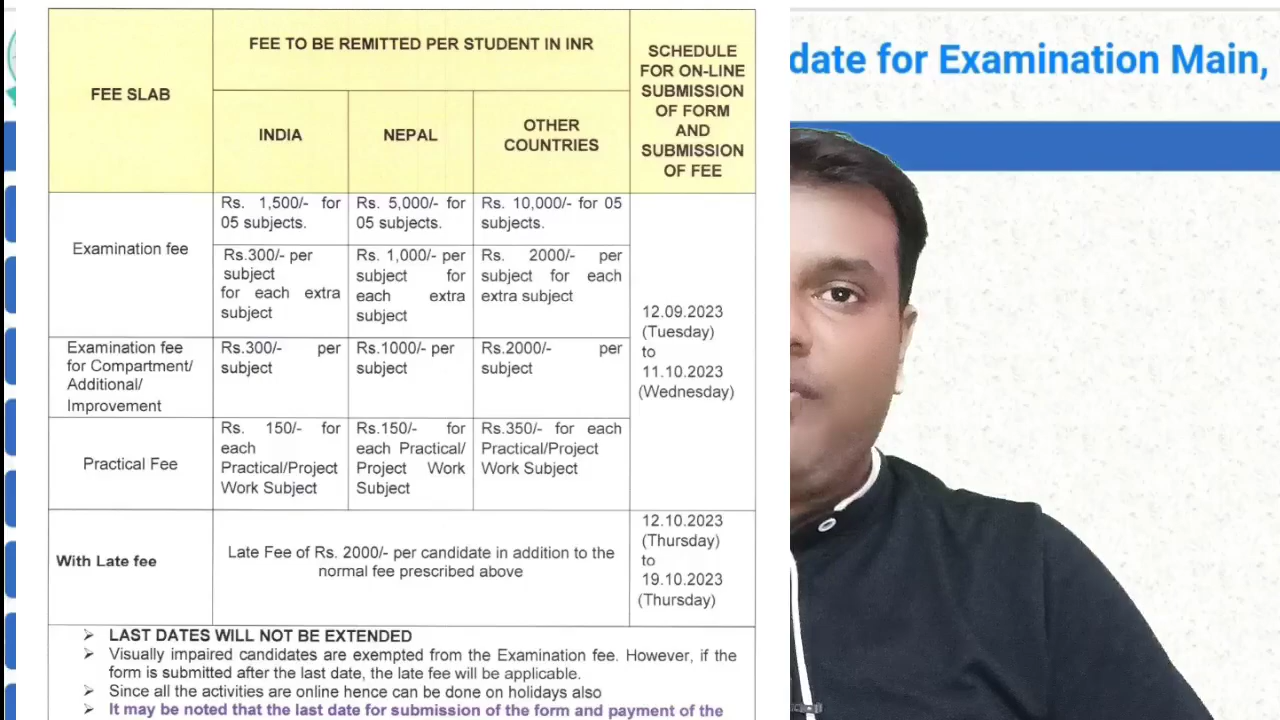 date for Examination Main,
FEE SLAB
FEE TO BE REMITTED PER STUDENT IN INR
INDIA
NEPAL
OTHER
COUNTRIES
SCHEDULE
FOR ON-LINE
SUBMISSION
OF FORM
AND
SUBMISSION
OF FEE
Examination fee
Rs. 1,500/- for
05 subjects.
Rs. 5,000/- for
05 subjects.
Rs. 10,000/- for 05
subjects.
Rs.300/- per
subject
for each extra
subject
Rs. 1,000/- per
subject for
each extra
subject
Rs. 2000/- per
subject for each
extra subject
12.09.2023
(Tuesday)
to
11.10.2023
(Wednesday)
Examination fee
for Compartment/
Additional/
Improvement
Rs.300/- per
subject
Rs.1000/- per
subject
Rs.2000/- per
subject
Practical Fee
Rs. 150/- for
each
Practical/Project
Work Subject
Rs.150/- for
each Practical/
Project Work
Subject
Rs.350/- for each
Practical/Project
Work Subject
With Late fee
Late Fee of Rs. 2000/- per candidate in addition to the
normal fee prescribed above
12.10.2023
(Thursday)
to
19.10.2023
(Thursday)
➢ LAST DATES WILL NOT BE EXTENDED
➢ Visually impaired candidates are exempted from the Examination fee. However, if the
form is submitted after the last date, the late fee will be applicable.
➢ Since all the activities are online hence can be done on holidays also
➢ It may be noted that the last date for submission of the form and payment of the